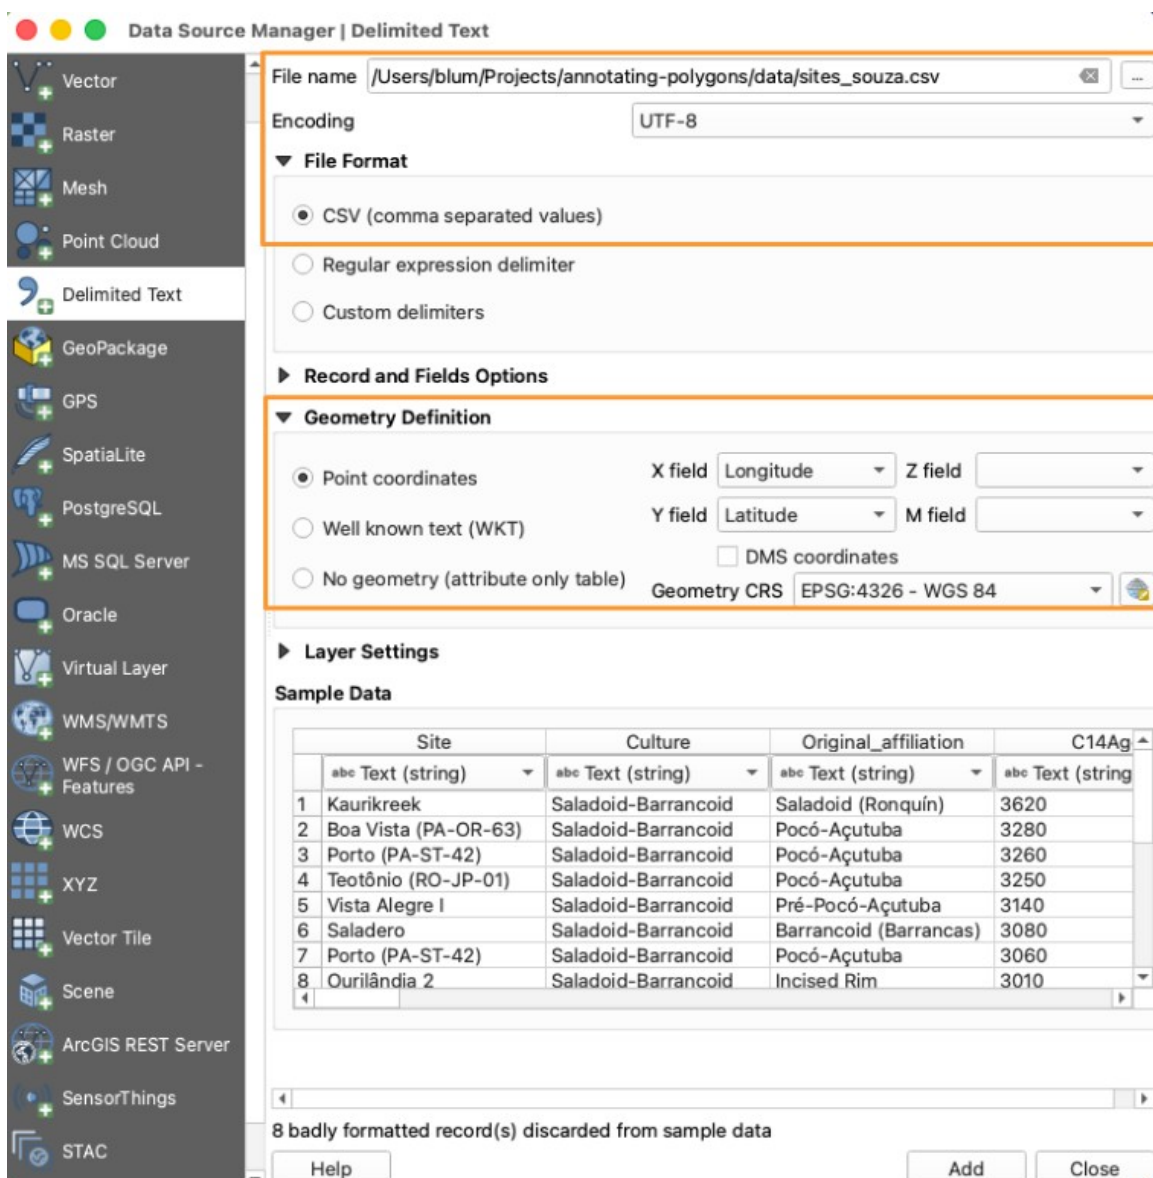 Data Source Manager | Delimited Text
Vector
Raster
Mesh
Point Cloud
Delimited Text
GeoPackage
GPS
SpatiaLite
PostgreSQL
MS SQL Server
Oracle
Virtual Layer
WMS/WMTS
WFS / OGC API -
Features
WCS
XYZ
Vector Tile
Scene
ArcGIS REST Server
SensorThings
STAC
File name /Users/blum/Projects/annotating-polygons/data/sites_souza.csv ...
Encoding UTF-8
File Format
CSV (comma separated values)
Regular expression delimiter
Custom delimiters
Record and Fields Options
Geometry Definition
Point coordinates X field Longitude Z field
Well known text (WKT) Y field Latitude M field
DMS coordinates
No geometry (attribute only table) Geometry CRS EPSG:4326 - WGS 84
Layer Settings
Sample Data
Site Culture Original_affiliation C14Ag
abc Text (string) abc Text (string) abc Text (string) abc Text (string
1 Kaurikreek Saladoid-Barrancoid Saladoid (Ronquín) 3620
2 Boa Vista (PA-OR-63) Saladoid-Barrancoid Pocó-Açutuba 3280
3 Porto (PA-ST-42) Saladoid-Barrancoid Pocó-Açutuba 3260
4 Teotônio (RO-JP-01) Saladoid-Barrancoid Pocó-Açutuba 3250
5 Vista Alegre I Saladoid-Barrancoid Pré-Pocó-Açutuba 3140
6 Saladero Saladoid-Barrancoid Barrancoid (Barrancas) 3080
7 Porto (PA-ST-42) Saladoid-Barrancoid Pocó-Açutuba 3060
8 Ourilândia 2 Saladoid-Barrancoid Incised Rim 3010
8 badly formatted record(s) discarded from sample data
Help Add Close